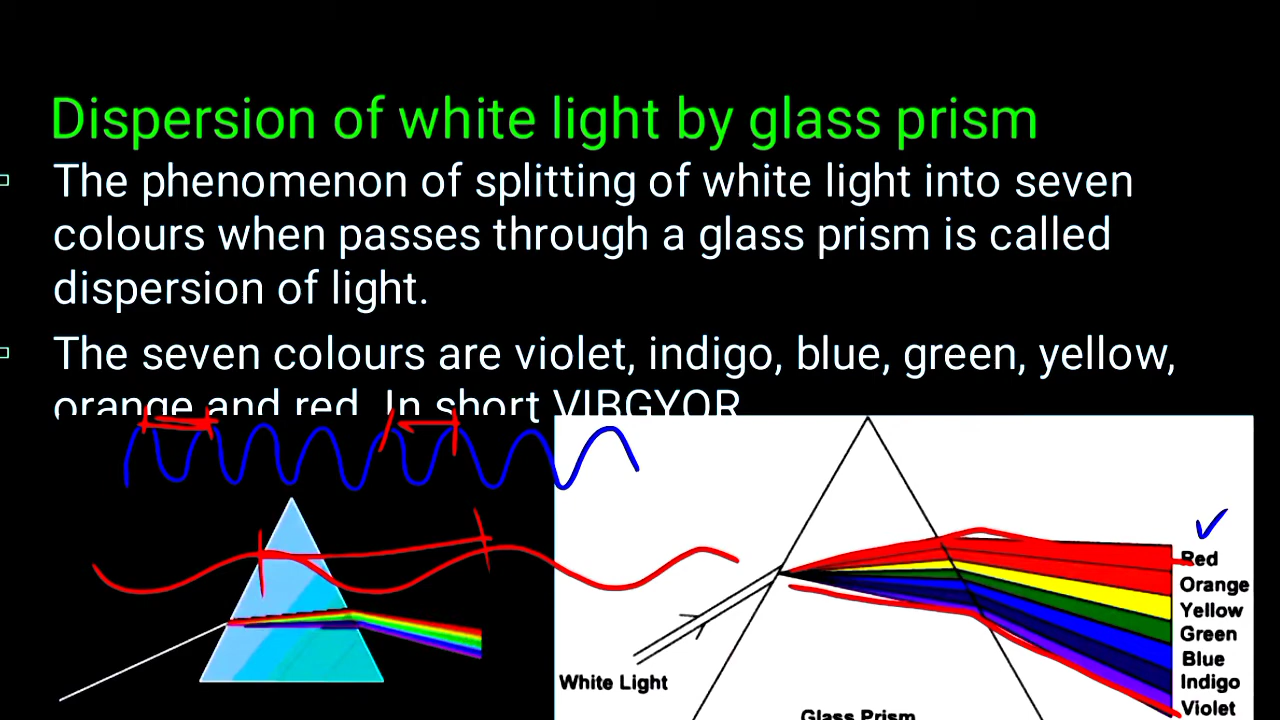 Dispersion of white light by glass prism
The phenomenon of splitting of white light into seven
colours when passes through a glass prism is called
dispersion of light.
The seven colours are violet, indigo, blue, green, yellow,
orange and red. In short VIBGYOR
Red
Orange
Yellow
Green
Blue
Indigo
Violet
White Light
Glass Prism